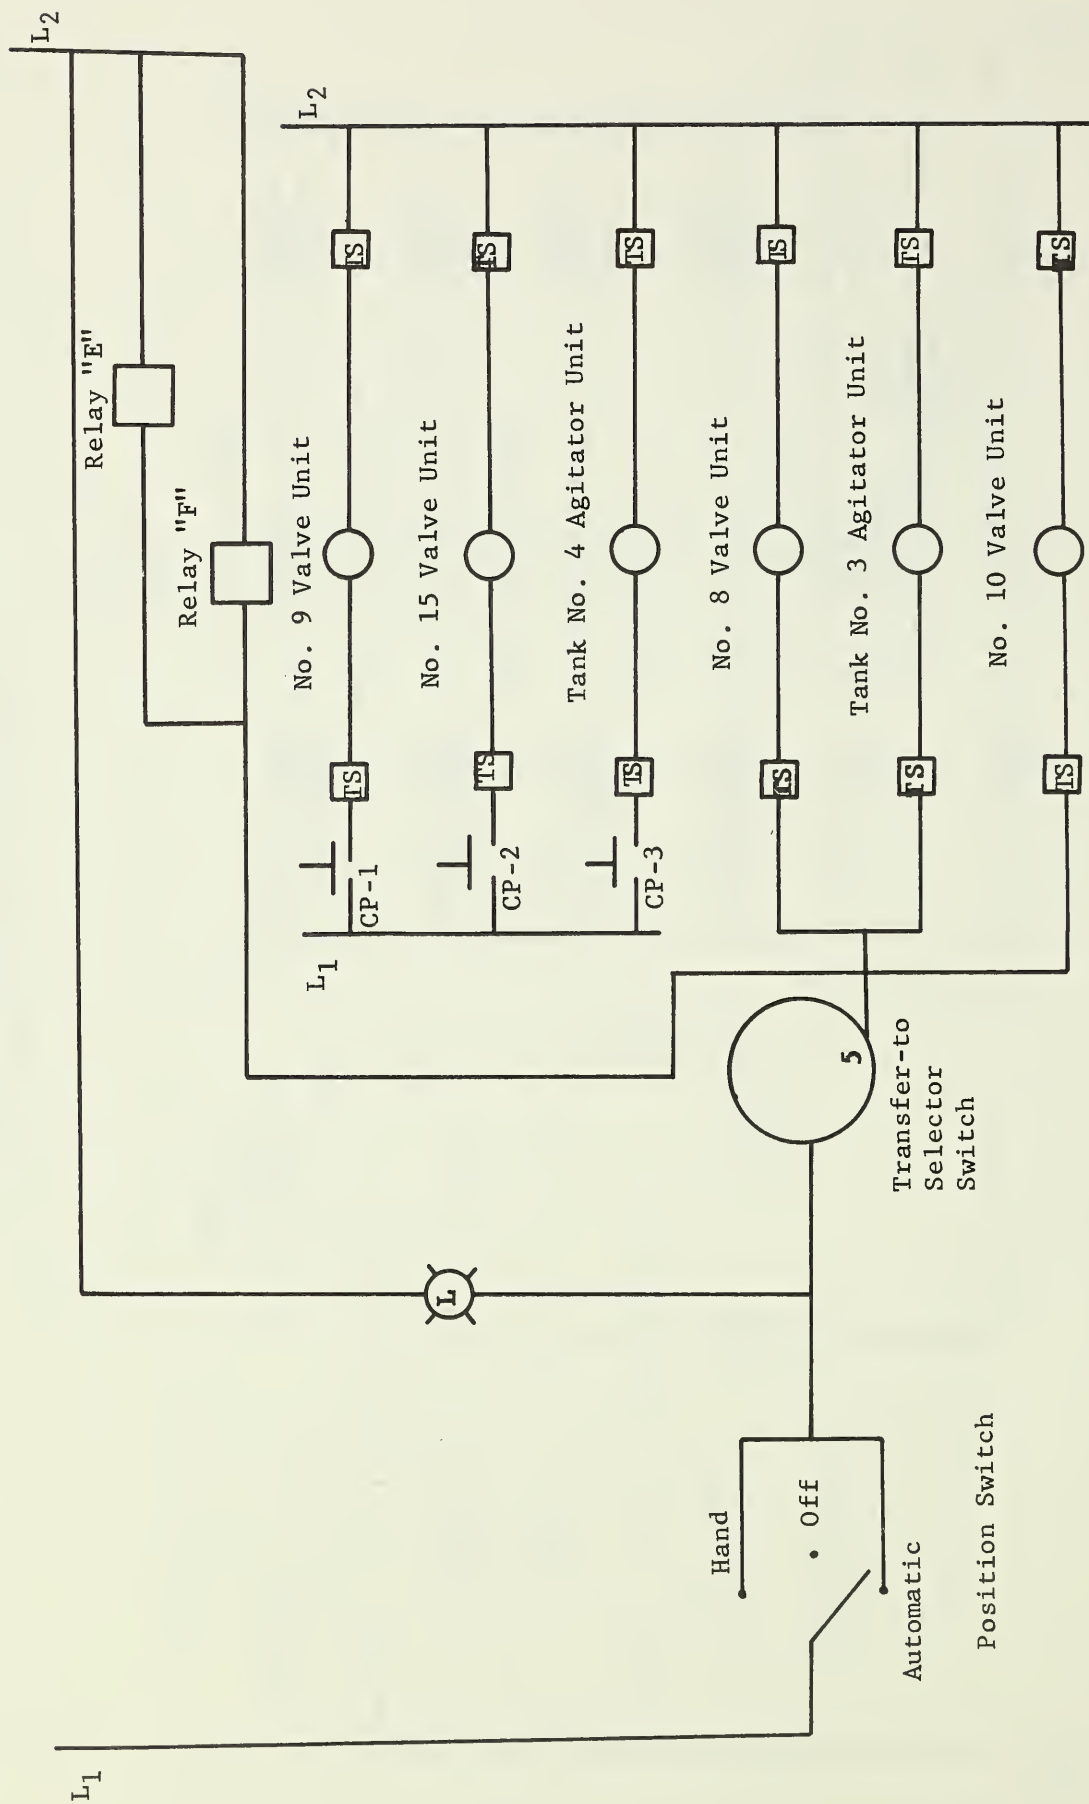 L2
Relay "E"
Relay "F"
L2
No. 9 Valve Unit
TS
TS
CP-1
L1
No. 15 Valve Unit
TS
TS
CP-2
Tank No. 4 Agitator Unit
TS
TS
CP-3
No. 8 Valve Unit
TS
TS
Tank No. 3 Agitator Unit
TS
TS
No. 10 Valve Unit
TS
TS
5
Transfer-to
Selector
Switch
L
Hand
Off
Automatic
Position Switch
L1